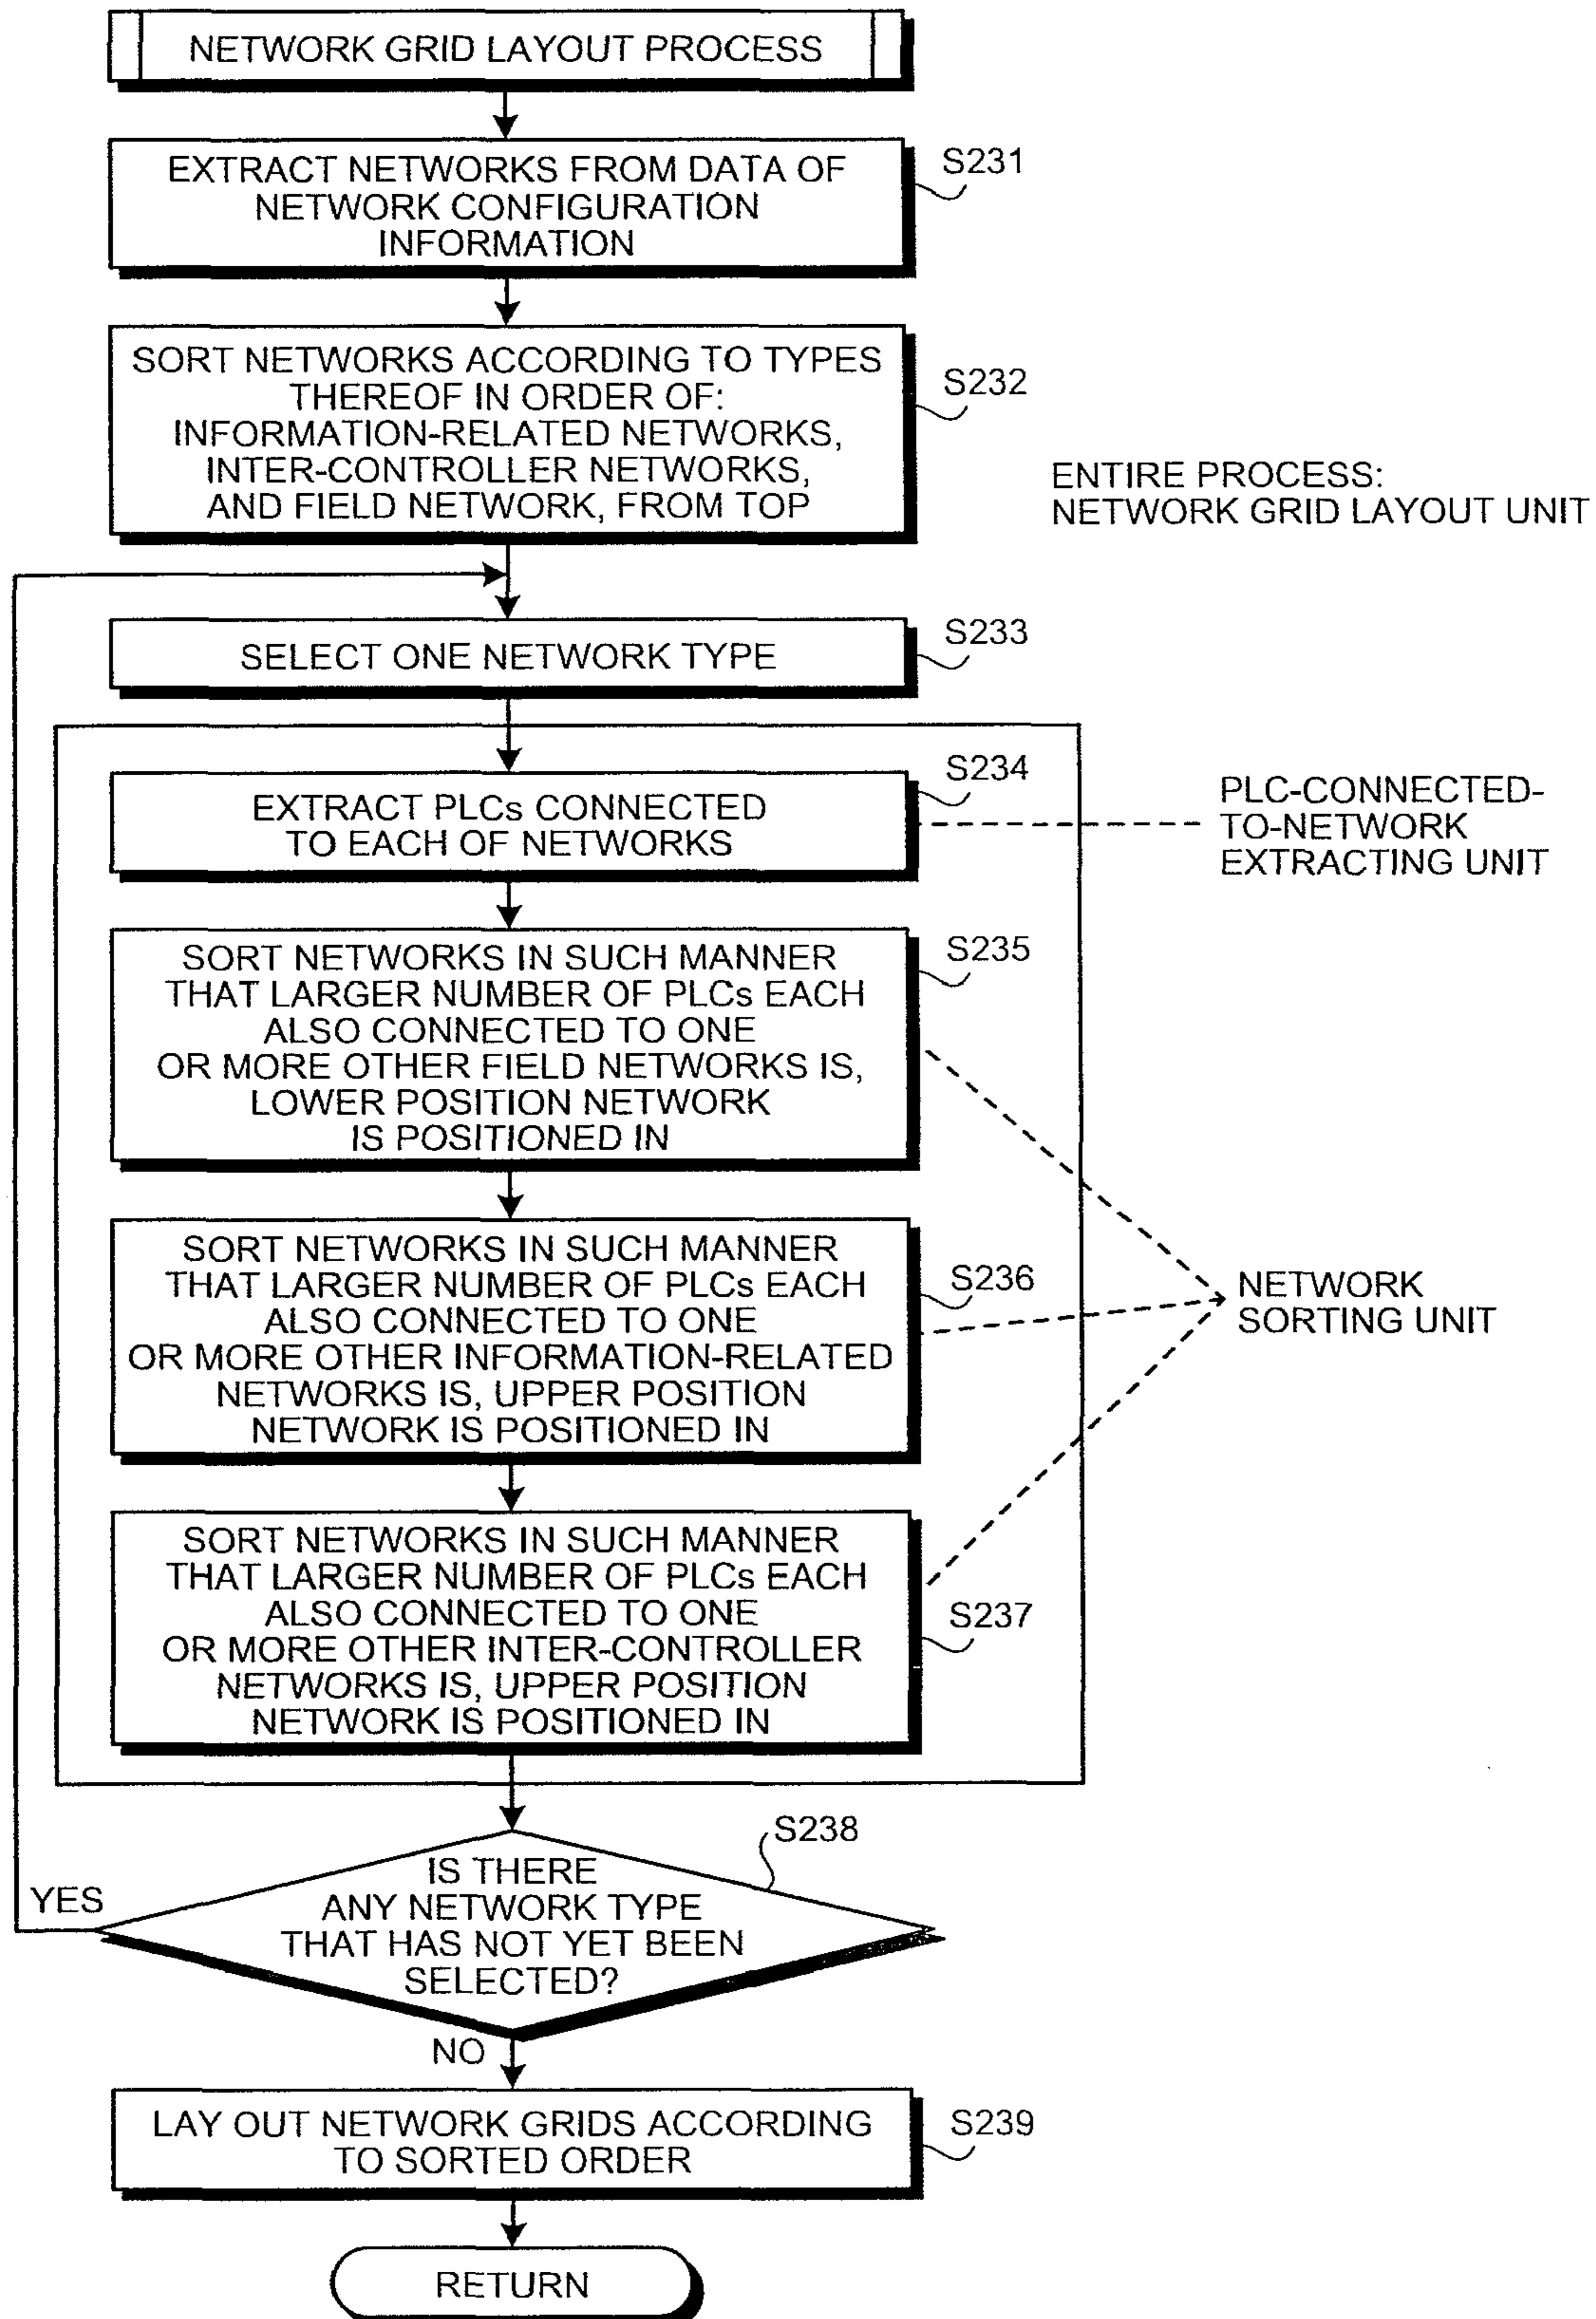 NETWORK GRID LAYOUT PROCESS
EXTRACT NETWORKS FROM DATA OF
NETWORK CONFIGURATION
INFORMATION
S231
SORT NETWORKS ACCORDING TO TYPES
THEREOF IN ORDER OF:
INFORMATION-RELATED NETWORKS,
INTER-CONTROLLER NETWORKS,
AND FIELD NETWORK, FROM TOP
S232
ENTIRE PROCESS:
NETWORK GRID LAYOUT UNIT
SELECT ONE NETWORK TYPE
S233
EXTRACT PLCs CONNECTED
TO EACH OF NETWORKS
S234
PLC-CONNECTED-
TO-NETWORK
EXTRACTING UNIT
SORT NETWORKS IN SUCH MANNER
THAT LARGER NUMBER OF PLCs EACH
ALSO CONNECTED TO ONE
OR MORE OTHER FIELD NETWORKS IS,
LOWER POSITION NETWORK
IS POSITIONED IN
S235
SORT NETWORKS IN SUCH MANNER
THAT LARGER NUMBER OF PLCs EACH
ALSO CONNECTED TO ONE
OR MORE OTHER INFORMATION-RELATED
NETWORKS IS, UPPER POSITION
NETWORK IS POSITIONED IN
S236
NETWORK
SORTING UNIT
SORT NETWORKS IN SUCH MANNER
THAT LARGER NUMBER OF PLCs EACH
ALSO CONNECTED TO ONE
OR MORE OTHER INTER-CONTROLLER
NETWORKS IS, UPPER POSITION
NETWORK IS POSITIONED IN
S237
S238
IS THERE
ANY NETWORK TYPE
THAT HAS NOT YET BEEN
SELECTED?
YES
NO
LAY OUT NETWORK GRIDS ACCORDING
TO SORTED ORDER
S239
RETURN